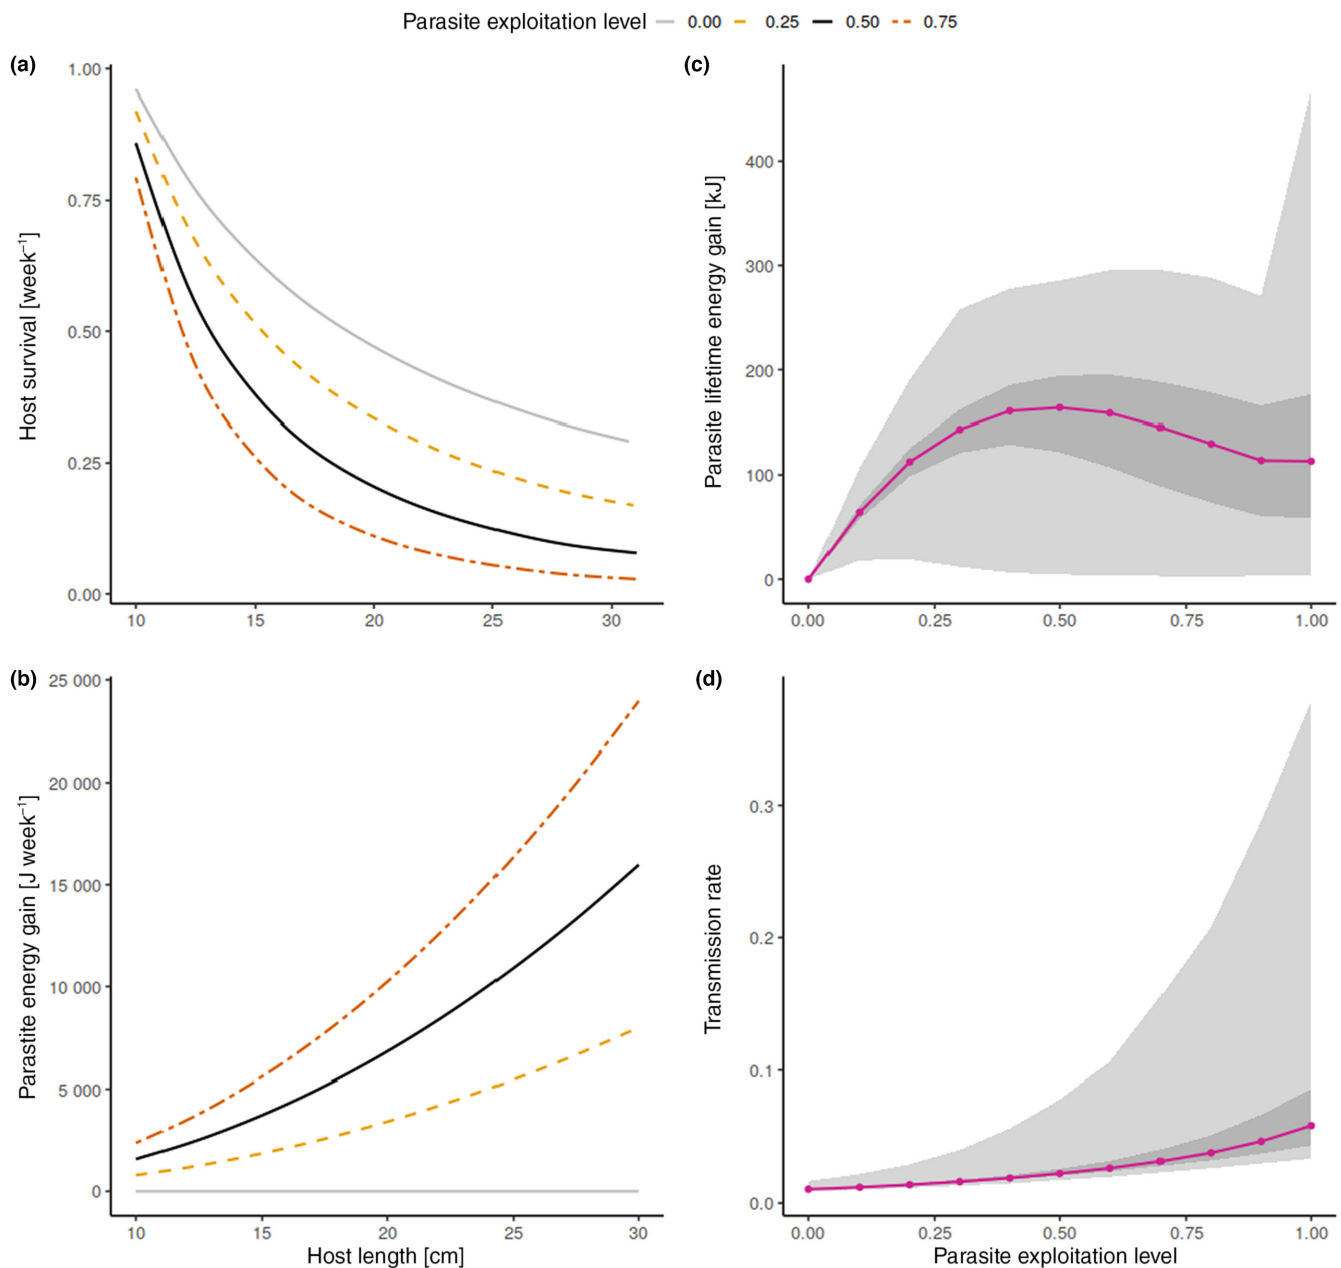 Parasite exploitation level 0.00 0.25 0.50 0.75
(a)
1.00
0.75
0.50
0.25
0.00
Host survival [week⁻¹]
10 15 20 25 30
(c)
400
300
200
100
0
Parasite lifetime energy gain [kJ]
0.00 0.25 0.50 0.75 1.00
(b)
25 000
20 000
15 000
10 000
5 000
0
Parastite energy gain [J week⁻¹]
10 15 20 25 30
Host length [cm]
(d)
0.3
0.2
0.1
0.0
Transmission rate
0.00 0.25 0.50 0.75 1.00
Parasite exploitation level